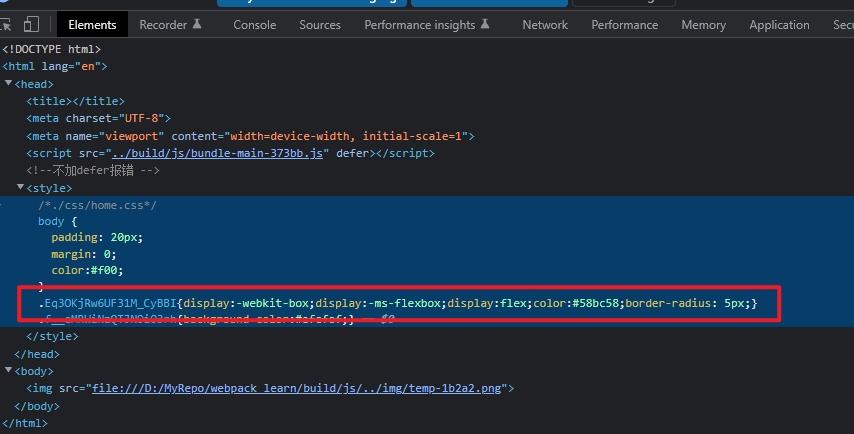 Elements Recorder Console Sources Performance insights Network Performance Memory Application Secu
<!DOCTYPE html>
<html lang="en">
<head>
<title></title>
<meta charset="UTF-8">
<meta name="viewport" content="width=device-width, initial-scale=1">
<script src="../build/js/bundle-main-373bb.js" defer></script>
<!--不加defer报错 -->
<style>
/*./css/home.css*/
body {
padding: 20px;
margin: 0;
color:#f00;
}
.Eq3OKjRw6UF31M_CyBBI{display:-webkit-box;display:-ms-flexbox;display:flex;color:#58bc58;border-radius: 5px;}
{background-color:#efefef;} == $0
</style>
</head>
<body>
<img src="file:///D:/MyRepo/webpack_learn/build/js/../img/temp-1b2a2.png">
</body>
</html>